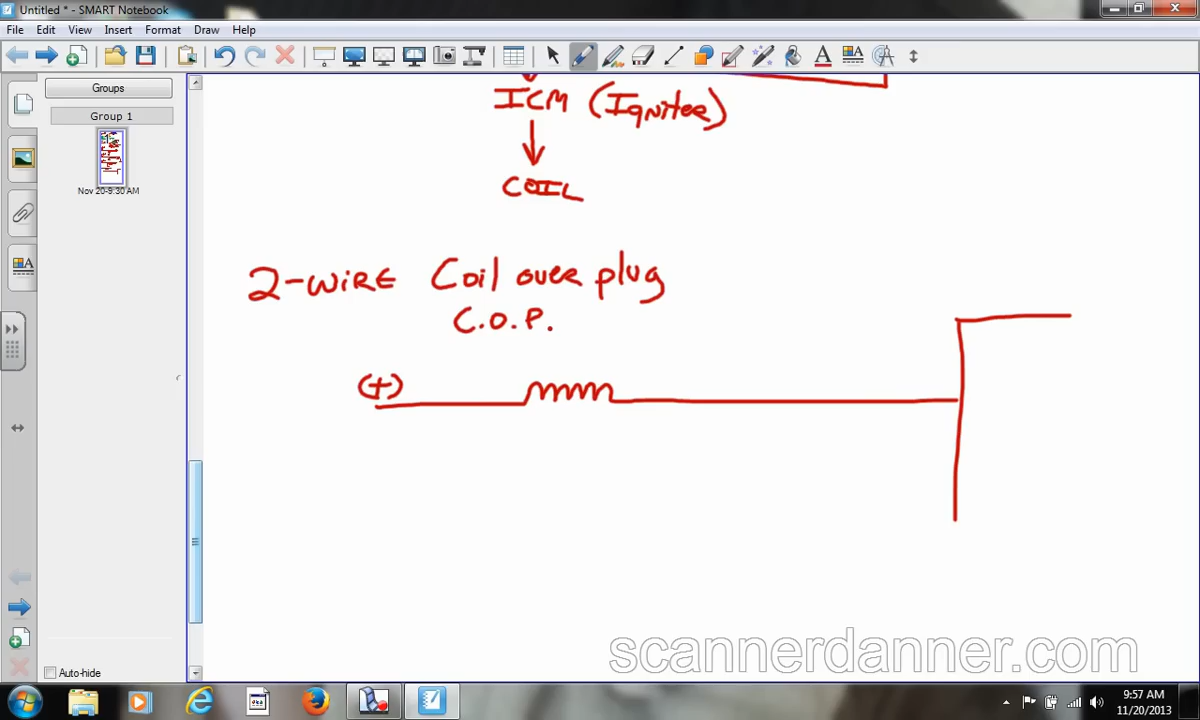 Untitled * - SMART Notebook
File Edit View Insert Format Draw Help
Groups
Group 1
Nov 20-9:30 AM
ICM (Igniter)
COIL
2-WIRE Coil over plug
C.O.P.
(+)
scannerdanner.com
Auto-hide
9:57 AM
11/20/2013